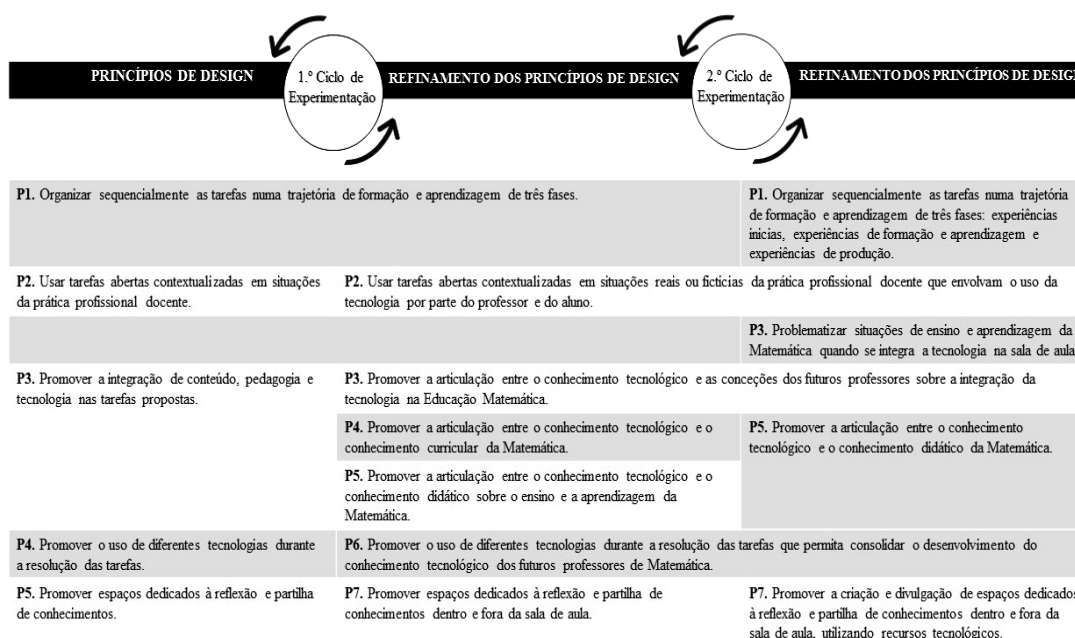 PRINCÍPIOS DE DESIGN
1.º Ciclo de
Experimentação
REFINAMENTO DOS PRINCÍPIOS DE DESIGN
2.º Ciclo de
Experimentação
REFINAMENTO DOS PRINCÍPIOS DE DESIGN
P1. Organizar sequencialmente as tarefas numa trajetória de formação e aprendizagem de três fases.
P1. Organizar sequencialmente as tarefas numa trajetória
de formação e aprendizagem de três fases: experiências
inicias, experiências de formação e aprendizagem e
experiências de produção.
P2. Usar tarefas abertas contextualizadas em situações
da prática profissional docente.
P2. Usar tarefas abertas contextualizadas em situações reais ou fictícias da prática profissional docente que envolvam o uso da
tecnologia por parte do professor e do aluno.
P3. Problematizar situações de ensino e aprendizagem da
Matemática quando se integra a tecnologia na sala de aula
P3. Promover a integração de conteúdo, pedagogia e
tecnologia nas tarefas propostas.
P3. Promover a articulação entre o conhecimento tecnológico e as conceções dos futuros professores sobre a integração da
tecnologia na Educação Matemática.
P4. Promover a articulação entre o conhecimento tecnológico e o
conhecimento curricular da Matemática.
P5. Promover a articulação entre o conhecimento
tecnológico e o conhecimento didático da Matemática.
P5. Promover a articulação entre o conhecimento tecnológico e o
conhecimento didático sobre o ensino e a aprendizagem da
Matemática.
P4. Promover o uso de diferentes tecnologias durante
a resolução das tarefas.
P6. Promover o uso de diferentes tecnologias durante a resolução das tarefas que permita consolidar o desenvolvimento do
conhecimento tecnológico dos futuros professores de Matemática.
P5. Promover espaços dedicados à reflexão e partilha
de conhecimentos.
P7. Promover espaços dedicados à reflexão e partilha de
conhecimentos dentro e fora da sala de aula.
P7. Promover a criação e divulgação de espaços dedicados
à reflexão e partilha de conhecimentos dentro e fora da
sala de aula, utilizando recursos tecnológicos.